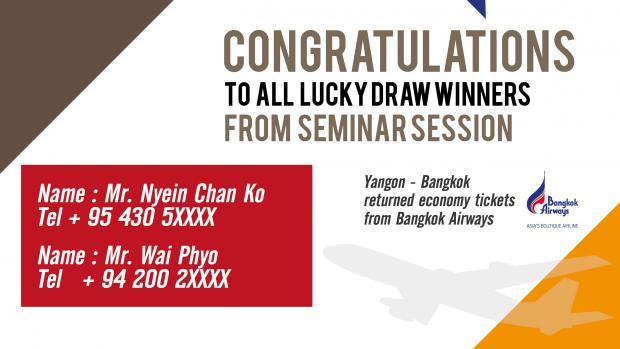 CONGRATULATIONS
TO ALL LUCKY DRAW WINNERS
FROM SEMINAR SESSION
Name : Mr. Nyein Chan Ko
Tel + 95 430 5XXXX
Name : Mr. Wai Phyo
Tel + 94 200 2XXXX
Yangon - Bangkok
returned economy tickets
from Bangkok Airways
Bangkok
Airways
ASIA'S BOUTIQUE AIRLINE